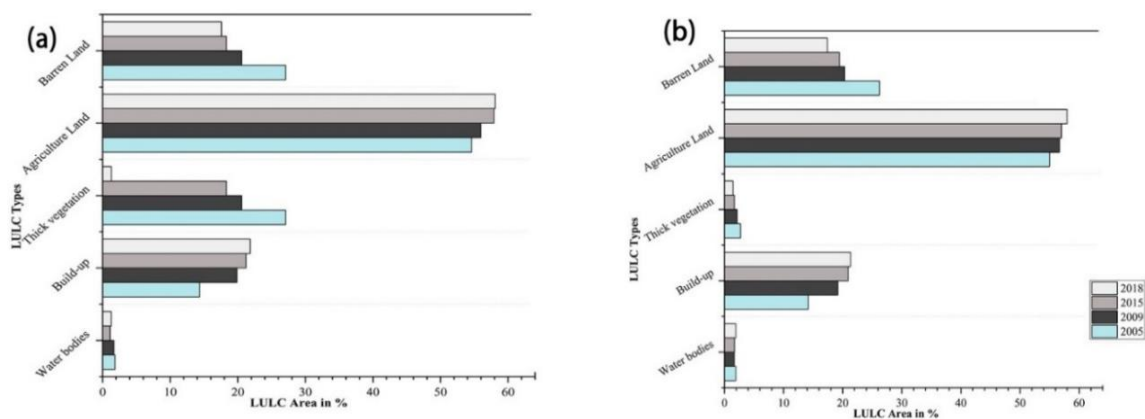 (a)
LULC Types
Barren Land
Agriculture Land
Thick vegetation
Build-up
Water bodies
0 10 20 30 40 50 60
LULC Area in %
(b)
LULC Types
Barren Land
Agriculture Land
Thick vegetation
Build-up
Water bodies
0 10 20 30 40 50 60
LULC Area in %
2018
2015
2009
2005